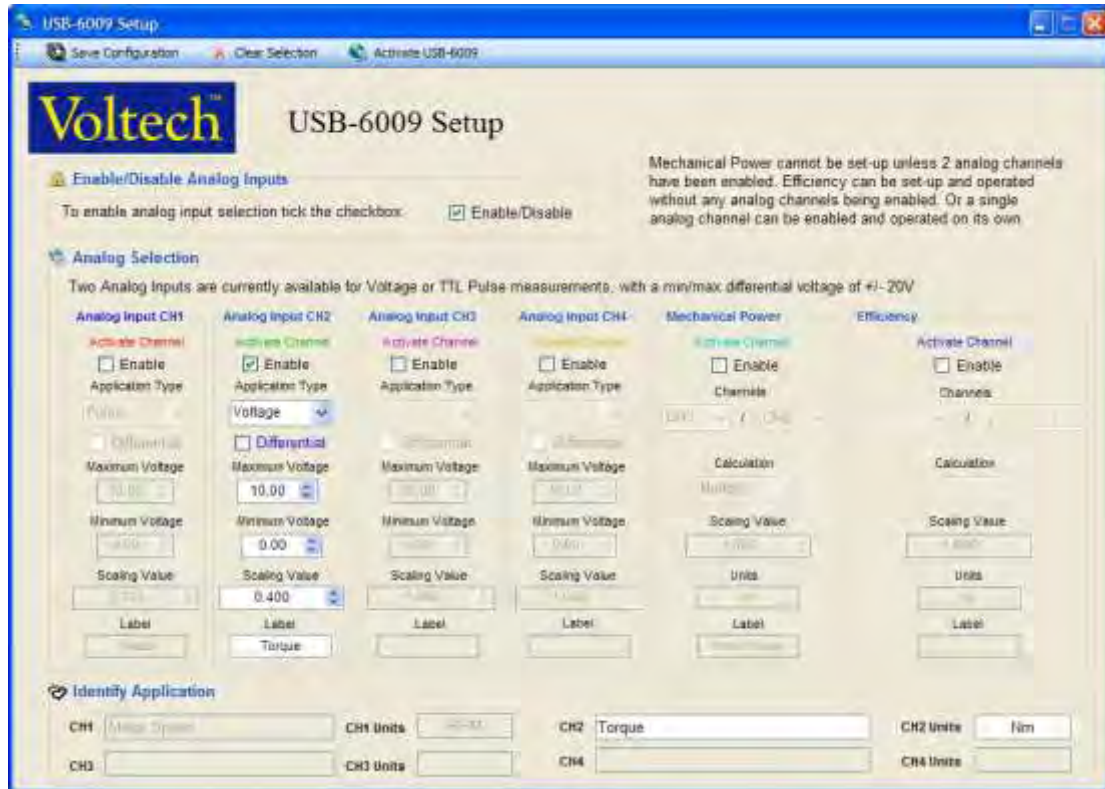 USB-6009 Setup
Save Configuration Clear Selection Activate USB-6009
Voltech™ USB-6009 Setup
Mechanical Power cannot be set-up unless 2 analog channels
have been enabled. Efficiency can be set-up and operated
without any analog channels being enabled. Or a single
analog channel can be enabled and operated on its own
Enable/Disable Analog Inputs
To enable analog input selection tick the checkbox. Enable/Disable
Analog Selection
Two Analog Inputs are currently available for Voltage or TTL Pulse measurements, with a min/max differential voltage of +/- 20V
Analog Input CH1 Analog Input CH2 Analog Input CH3 Analog Input CH4 Mechanical Power Efficiency
Activate Channel Activate Channel Activate Channel Activate Channel Activate Channel
Enable Enable Enable Enable Enable Enable
Application Type Application Type Application Type Application Type Channels Channels
Voltage
Differential Differential
Maximum Voltage Maximum Voltage Maximum Voltage Maximum Voltage Calculation Calculation
10.00
Minimum Voltage Minimum Voltage Minimum Voltage Minimum Voltage Scaling Value Scaling Value
0.00
Scaling Value Scaling Value Scaling Value Scaling Value Units Units
0.400
Label Label Label Label Label Label
Torque
Identify Application
CH1 Motor Speed CH1 Units CH2 Torque CH2 Units Nm
CH3 CH3 Units CH4 CH4 Units